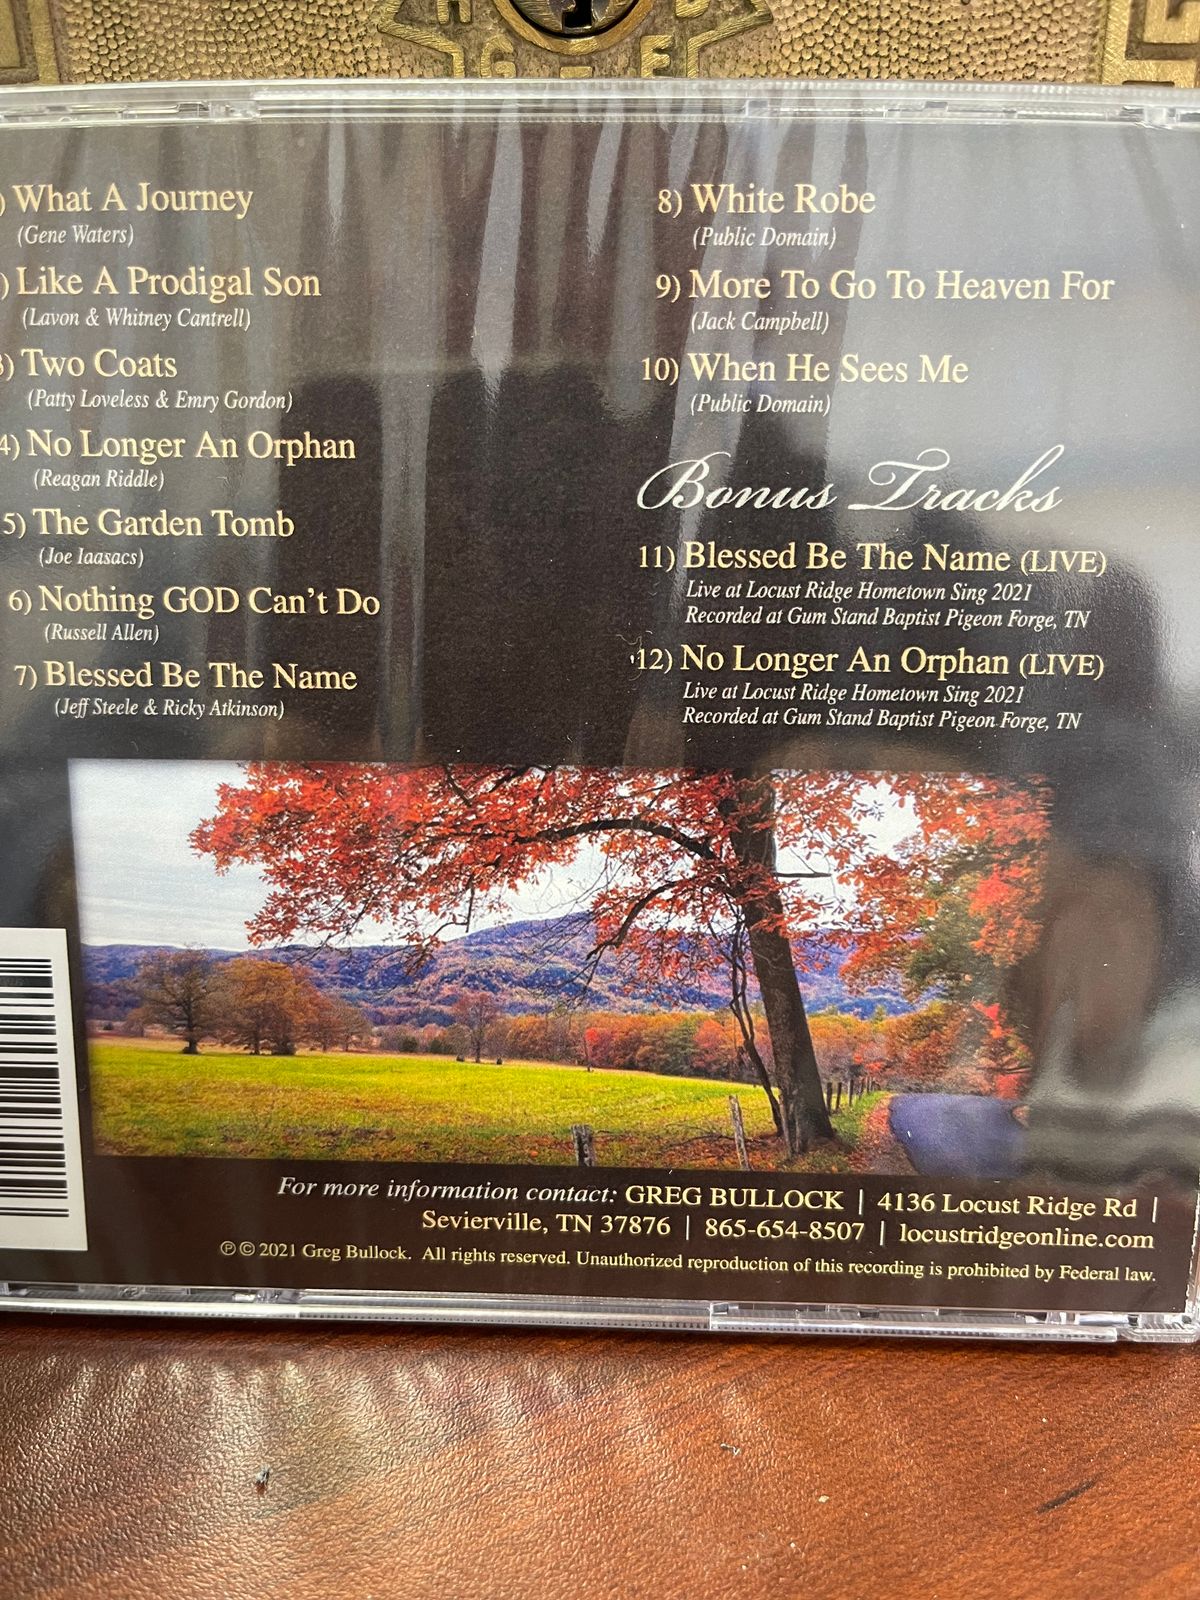 ) What A Journey
(Gene Waters)
) Like A Prodigal Son
(Lavon & Whitney Cantrell)
3) Two Coats
(Patty Loveless & Emry Gordon)
4) No Longer An Orphan
(Reagan Riddle)
5) The Garden Tomb
(Joe Iaasacs)
6) Nothing GOD Can't Do
(Russell Allen)
7) Blessed Be The Name
(Jeff Steele & Ricky Atkinson)
8) White Robe
(Public Domain)
9) More To Go To Heaven For
(Jack Campbell)
10) When He Sees Me
(Public Domain)
Bonus Tracks
11) Blessed Be The Name (LIVE)
Live at Locust Ridge Hometown Sing 2021
Recorded at Gum Stand Baptist Pigeon Forge, TN
12) No Longer An Orphan (LIVE)
Live at Locust Ridge Hometown Sing 2021
Recorded at Gum Stand Baptist Pigeon Forge, TN
For more information contact: GREG BULLOCK | 4136 Locust Ridge Rd |
Sevierville, TN 37876 | 865-654-8507 | locustridgeonline.com
℗ © 2021 Greg Bullock. All rights reserved. Unauthorized reproduction of this recording is prohibited by Federal law.